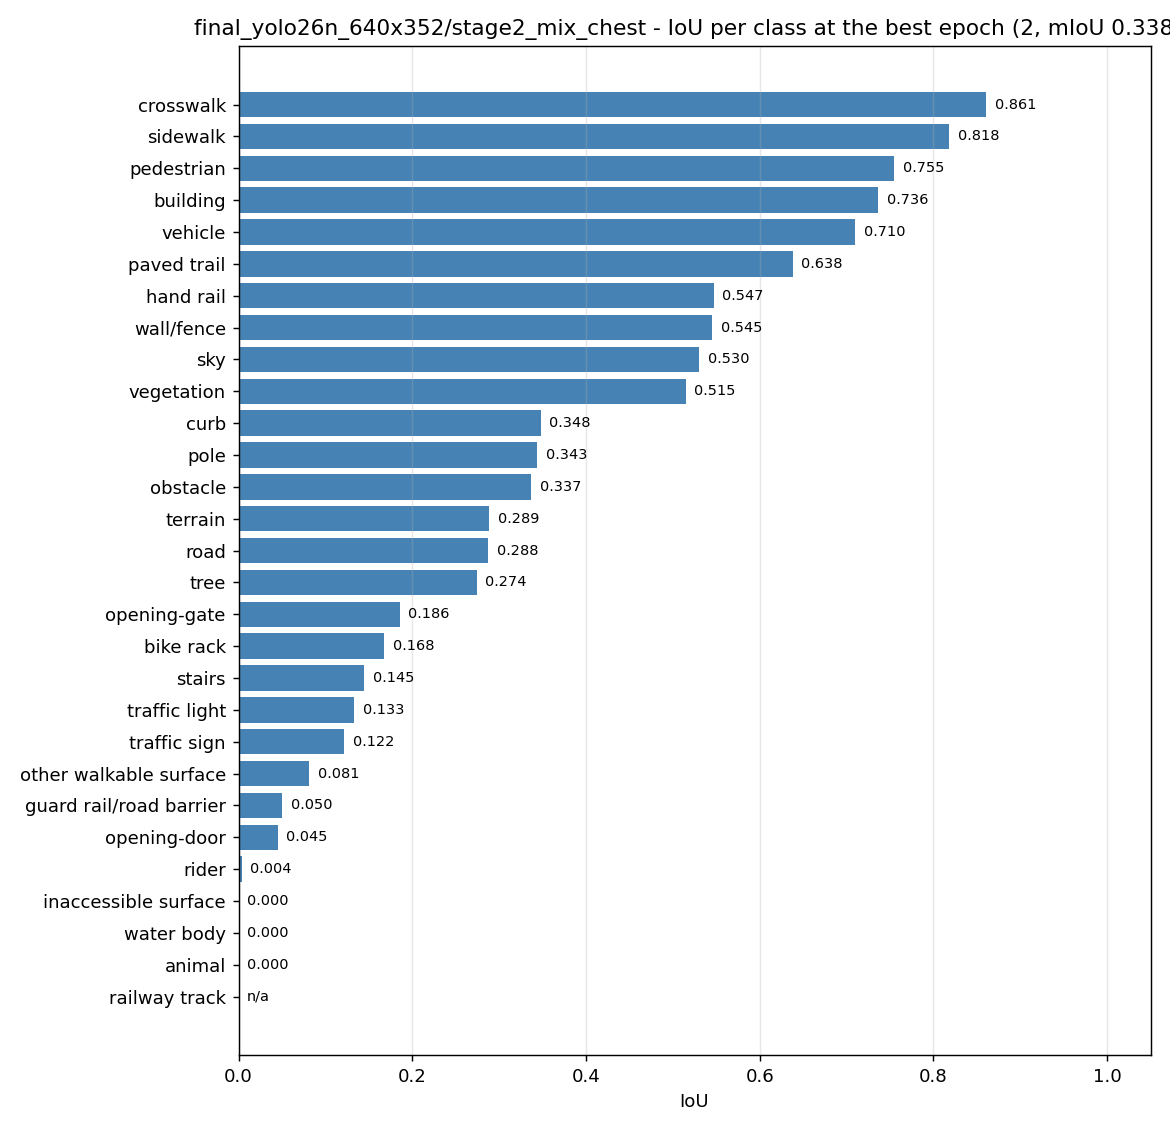 final_yolo26n_640x352/stage2_mix_chest - IoU per class at the best epoch (2, mIoU 0.338
crosswalk 0.861
sidewalk 0.818
pedestrian 0.755
building 0.736
vehicle 0.710
paved trail 0.638
hand rail 0.547
wall/fence 0.545
sky 0.530
vegetation 0.515
curb 0.348
pole 0.343
obstacle 0.337
terrain 0.289
road 0.288
tree 0.274
opening-gate 0.186
bike rack 0.168
stairs 0.145
traffic light 0.133
traffic sign 0.122
other walkable surface 0.081
guard rail/road barrier 0.050
opening-door 0.045
rider 0.004
inaccessible surface 0.000
water body 0.000
animal 0.000
railway track n/a
0.0 0.2 0.4 0.6 0.8 1.0
IoU